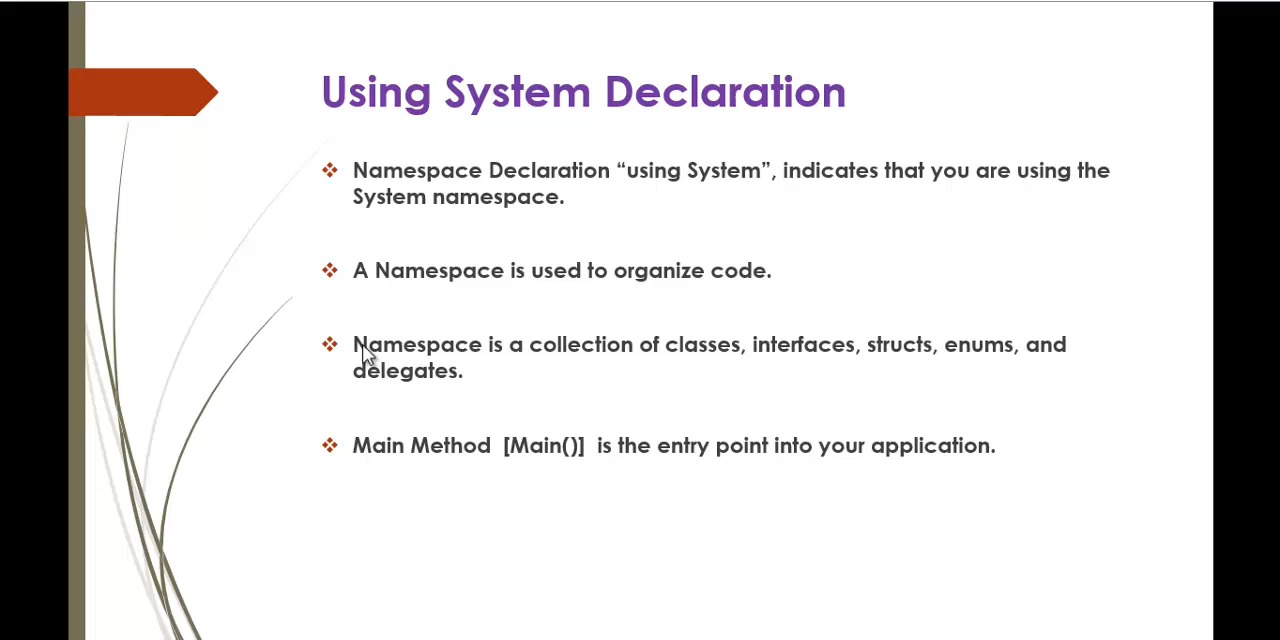 Using System Declaration
Namespace Declaration “using System”, indicates that you are using the
System namespace.
A Namespace is used to organize code.
Namespace is a collection of classes, interfaces, structs, enums, and
delegates.
Main Method  [Main()]  is the entry point into your application.